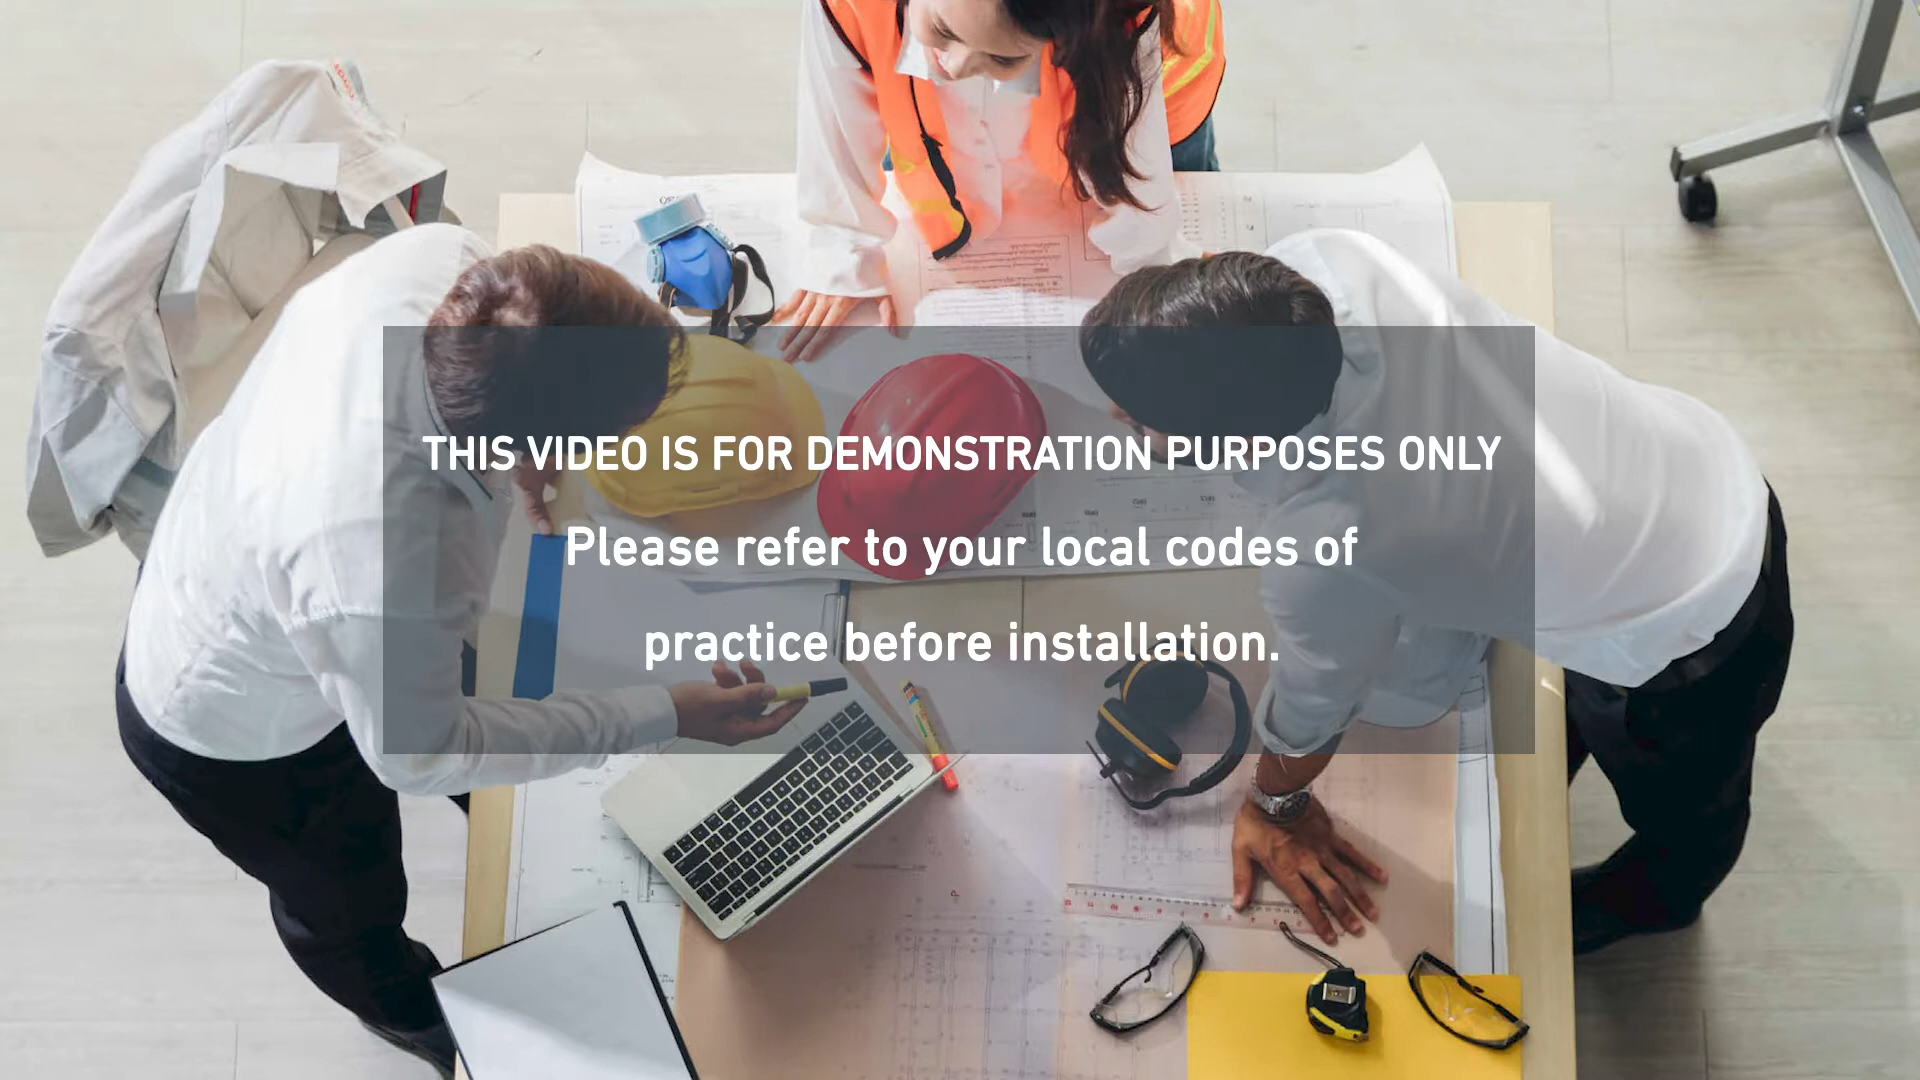 THIS VIDEO IS FOR DEMONSTRATION PURPOSES ONLY
Please refer to your local codes of
practice before installation.